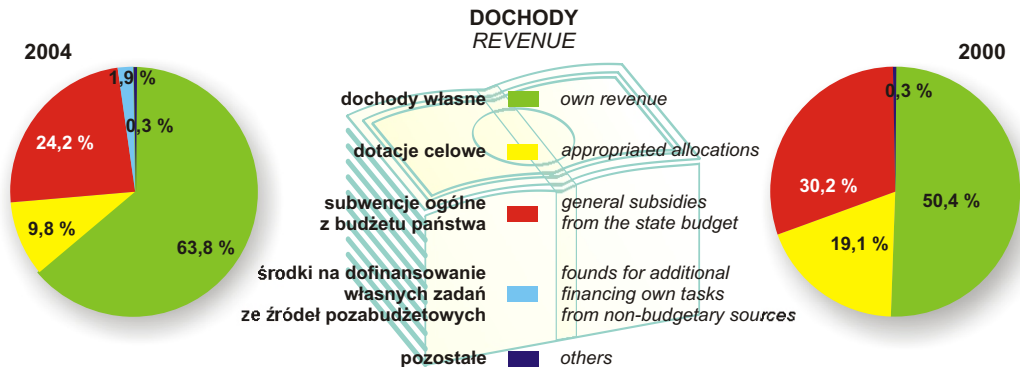 DOCHODY
REVENUE
2004
1,9 %
0,3 %
24,2 %
9,8 %
63,8 %
dochody własne own revenue
dotacje celowe appropriated allocations
subwencje ogólne general subsidies
z budżetu państwa from the state budget
środki na dofinansowanie founds for additional
własnych zadań financing own tasks
ze źródeł pozabudżetowych from non-budgetary sources
pozostałe others
2000
0,3 %
30,2 %
50,4 %
19,1 %